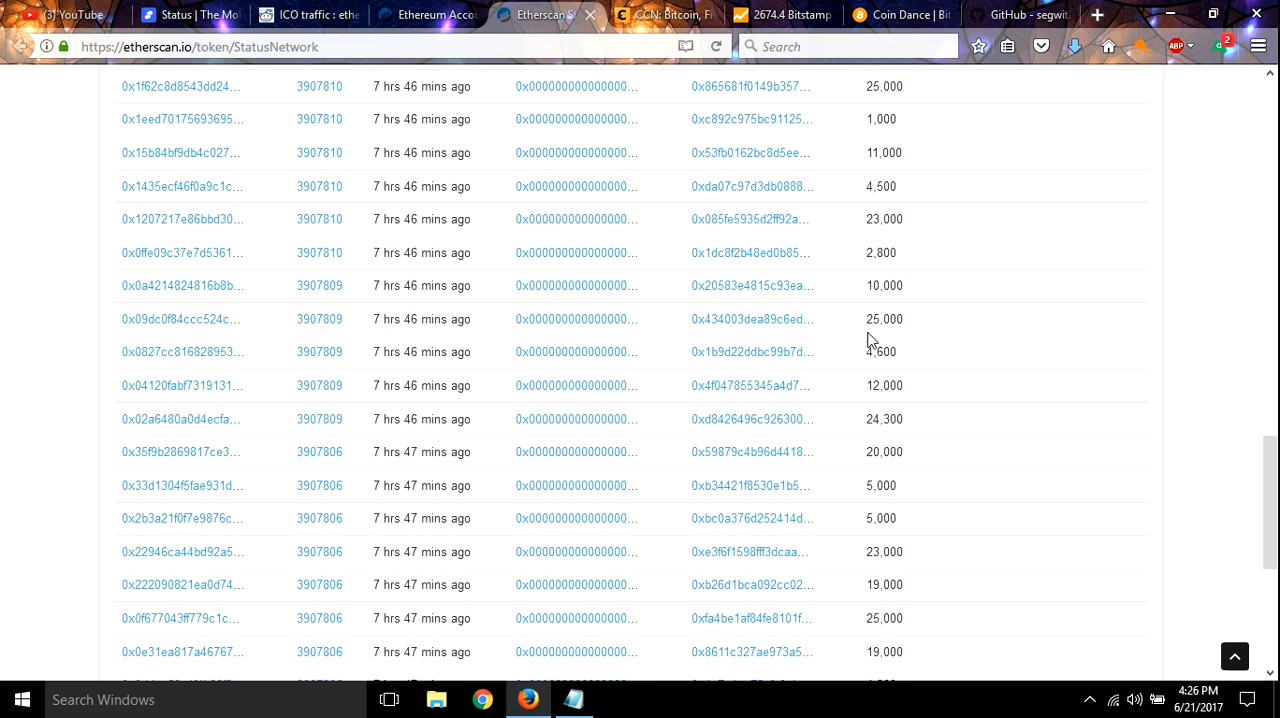 (3) YouTube
Status | The Mol
ICO traffic : ethe
Ethereum Acco
Etherscan S
CCN: Bitcoin, Fi
2674.4 Bitstamp
Coin Dance | Bit
GitHub - segwit
https://etherscan.io/token/StatusNetwork
Search
ABP
2
0x1f62c8d8543dd24... 3907810 7 hrs 46 mins ago 0x000000000000000... 0x865681f0149b357... 25,000
0x1eed70175693695... 3907810 7 hrs 46 mins ago 0x000000000000000... 0xc892c975bc91125... 1,000
0x15b84bf9db4c027... 3907810 7 hrs 46 mins ago 0x000000000000000... 0x53fb0162bc8d5ee... 11,000
0x1435ecf46f0a9c1c... 3907810 7 hrs 46 mins ago 0x000000000000000... 0xda07c97d3db0888... 4,500
0x1207217e86bbd30... 3907810 7 hrs 46 mins ago 0x000000000000000... 0x085fe5935d2ff92a... 23,000
0x0ffe09c37e7d5361... 3907810 7 hrs 46 mins ago 0x000000000000000... 0x1dc8f2b48ed0b85... 2,800
0x0a4214824816b8b... 3907809 7 hrs 46 mins ago 0x000000000000000... 0x20583e4815c93ea... 10,000
0x09dc0f84ccc524c... 3907809 7 hrs 46 mins ago 0x000000000000000... 0x434003dea89c6ed... 25,000
0x0827cc816828953... 3907809 7 hrs 46 mins ago 0x000000000000000... 0x1b9d22ddbc99b7d... 4,600
0x04120fabf7319131... 3907809 7 hrs 46 mins ago 0x000000000000000... 0x4f047855345a4d7... 12,000
0x02a6480a0d4ecfa... 3907809 7 hrs 46 mins ago 0x000000000000000... 0xd8426496c926300... 24,300
0x35f9b2869817ce3... 3907806 7 hrs 47 mins ago 0x000000000000000... 0x59879c4b96d4418... 20,000
0x33d1304f5fae931d... 3907806 7 hrs 47 mins ago 0x000000000000000... 0xb34421f8530e1b5... 5,000
0x2b3a21f0f7e9876c... 3907806 7 hrs 47 mins ago 0x000000000000000... 0xbc0a376d252414d... 5,000
0x22946ca44bd92a5... 3907806 7 hrs 47 mins ago 0x000000000000000... 0xe3f6f1598fff3dcaa... 23,000
0x222090821ea0d74... 3907806 7 hrs 47 mins ago 0x000000000000000... 0xb26d1bca092cc02... 19,000
0x0f677043ff779c1c... 3907806 7 hrs 47 mins ago 0x000000000000000... 0xfa4be1af84fe8101f... 25,000
0x0e31ea817a46767... 3907806 7 hrs 47 mins ago 0x000000000000000... 0x8611c327ae973a5... 19,000
Search Windows
4:26 PM
6/21/2017